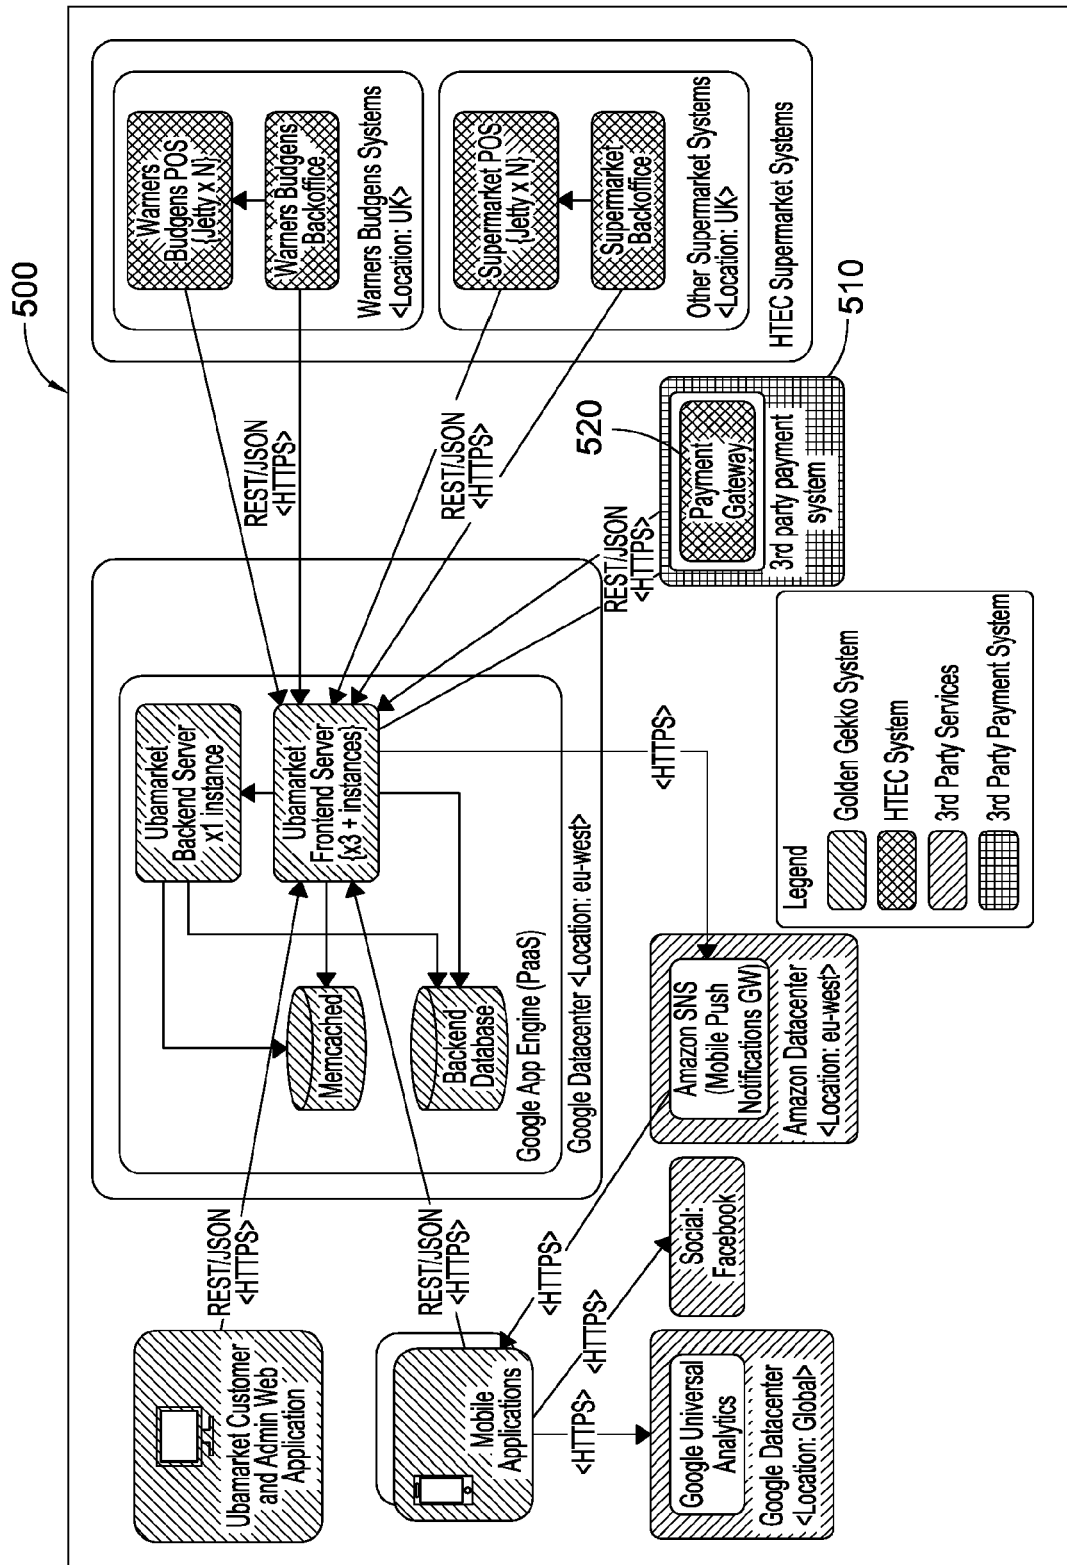 500
Ubamarket Customer
and Admin Web
Application
REST/JSON
<HTTPS>
Mobile
Applications
REST/JSON
<HTTPS>
<HTTPS>
<HTTPS>
<HTTPS>
Google Universal
Analytics
Google Datacenter
<Location: Global>
Social:
Facebook
Ubamarket
Backend Server
x1 instance
Ubamarket
Frontend Server
{x3 + instances}
Memcached
Backend
Database
Google App Engine (PaaS)
Google Datacenter <Location: eu-west>
<HTTPS>
Amazon SNS
(Mobile Push
Notifications GW)
Amazon Datacenter
<Location: eu-west>
REST/JSON
<HTTPS>
REST/JSON
<HTTPS>
REST/JSON
<HTTPS>
Warners
Budgens POS
{Jetty x N}
Warners Budgens
Backoffice
Warners Budgens Systems
<Location: UK>
Supermarket POS
{Jetty x N}
Supermarket
Backoffice
Other Supermarket Systems
<Location: UK>
HTEC Supermarket Systems
520
Payment
Gateway
3rd party payment
system
510
Legend
Golden Gekko System
HTEC System
3rd Party Services
3rd Party Payment System